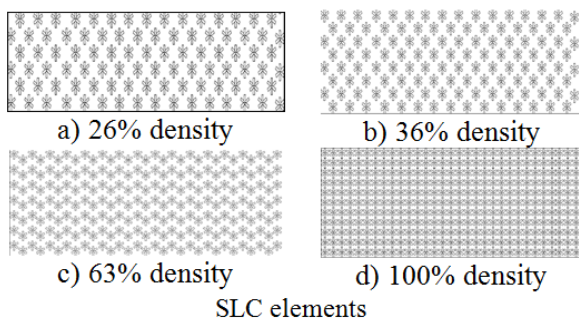 a) 26% density
b) 36% density
c) 63% density
d) 100% density
SLC elements